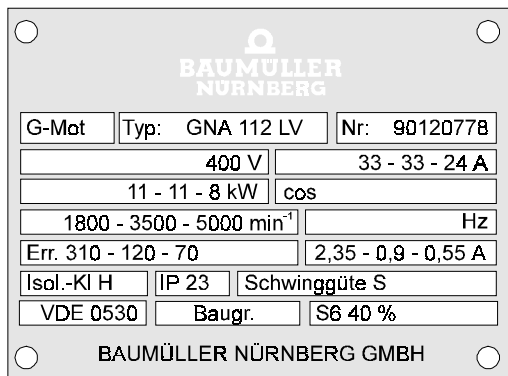 BAUMÜLLER
NÜRNBERG
G-Mot Typ: GNA 112 LV Nr: 90120778
400 V 33 - 33 - 24 A
11 - 11 - 8 kW cos
1800 - 3500 - 5000 min⁻¹ Hz
Err. 310 - 120 - 70 2,35 - 0,9 - 0,55 A
Isol.-Kl H IP 23 Schwinggüte S
VDE 0530 Baugr. S6 40 %
BAUMÜLLER NÜRNBERG GMBH